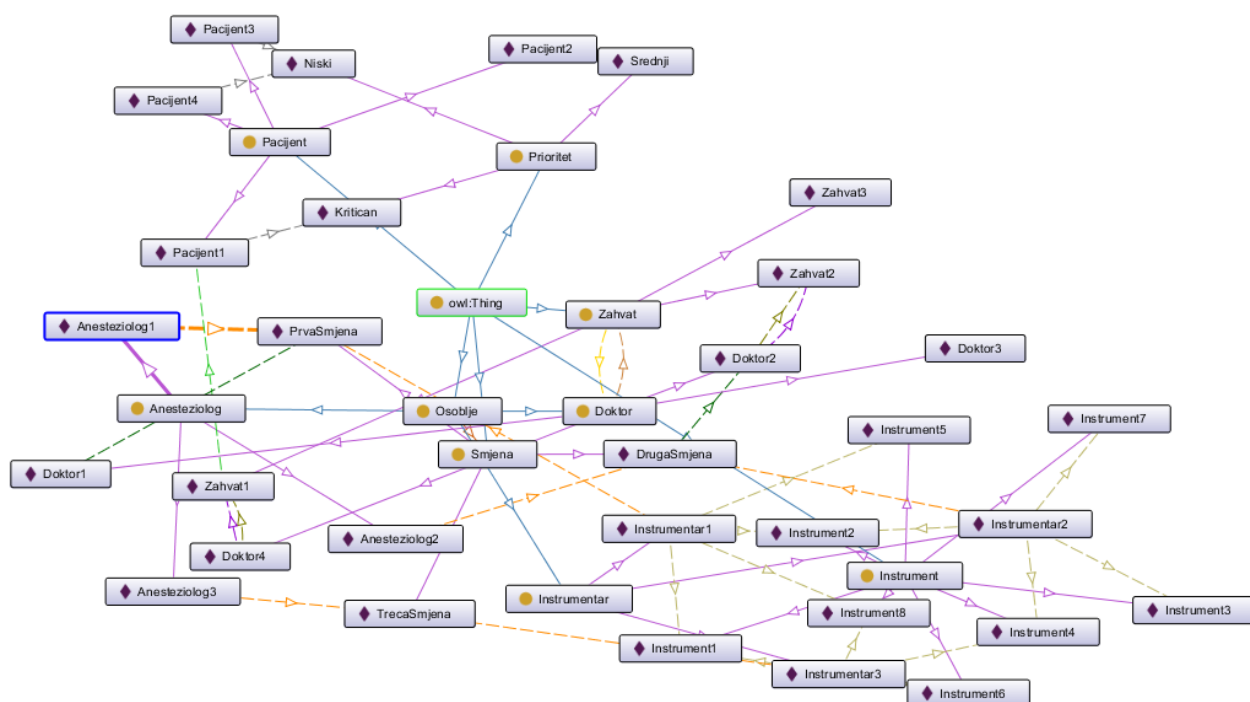 Pacijent3
Pacijent2
Niski
Srednji
Pacijent4
Pacijent
Prioritet
Zahvat3
Kritican
Pacijent1
Zahvat2
owl:Thing
Zahvat
Anesteziolog1
PrvaSmjena
Doktor3
Doktor2
Anesteziolog
Osoblje
Doktor
Instrument7
Instrument5
Smjena
DrugaSmjena
Doktor1
Zahvat1
Instrumentar2
Instrumentar1
Instrument2
Anesteziolog2
Doktor4
Instrument
Anesteziolog3
Instrumentar
Instrument3
TrecaSmjena
Instrument8
Instrument4
Instrument1
Instrumentar3
Instrument6